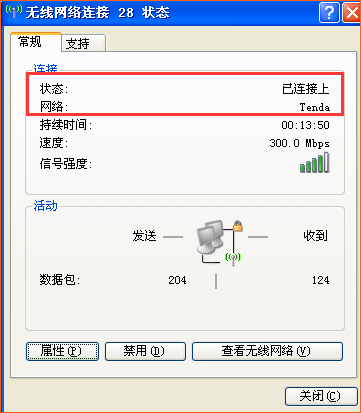 无线网络连接 28 状态
常规 支持
连接
状态: 已连接上
网络: Tenda
持续时间: 00:13:50
速度: 300.0 Mbps
信号强度:
活动
发送 收到
数据包: 204 124
属性(P) 禁用(D) 查看无线网络(V)
关闭(C)